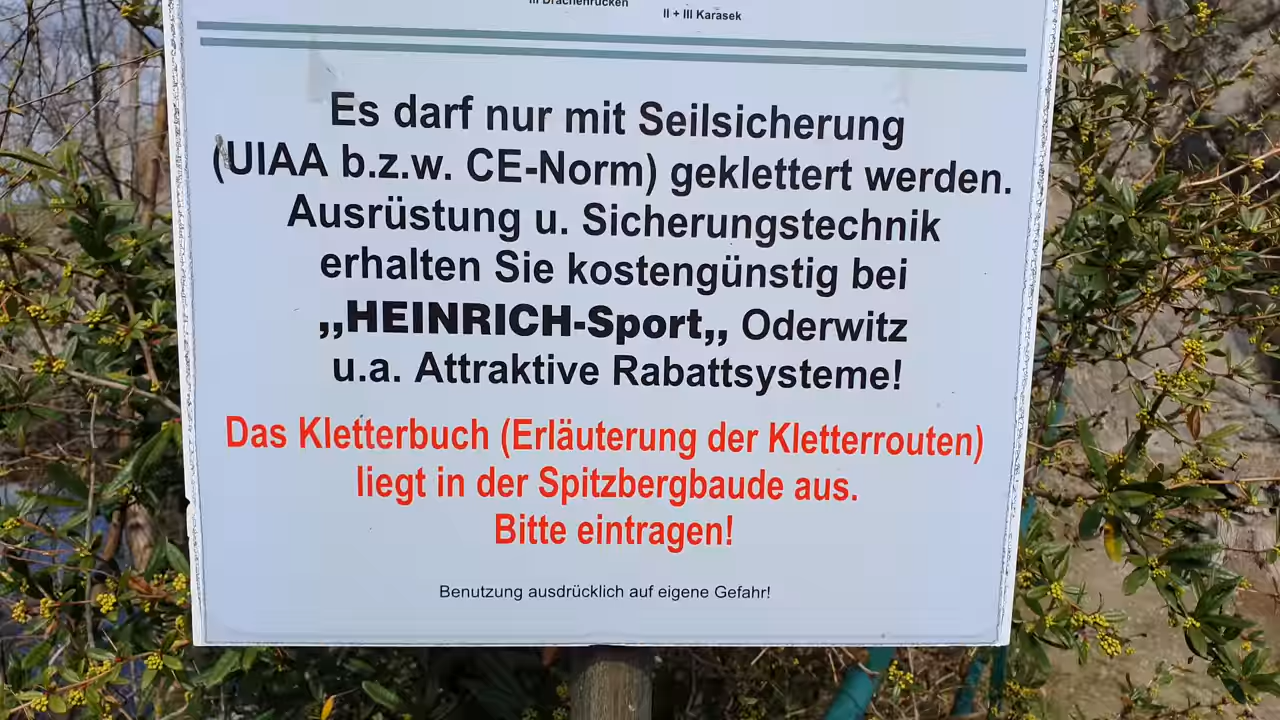 III Drachenrücken
II + III Karasek
Es darf nur mit Seilsicherung
(UIAA b.z.w. CE-Norm) geklettert werden.
Ausrüstung u. Sicherungstechnik
erhalten Sie kostengünstig bei
„HEINRICH-Sport„ Oderwitz
u.a. Attraktive Rabattsysteme!
Das Kletterbuch (Erläuterung der Kletterrouten)
liegt in der Spitzbergbaude aus.
Bitte eintragen!
Benutzung ausdrücklich auf eigene Gefahr!